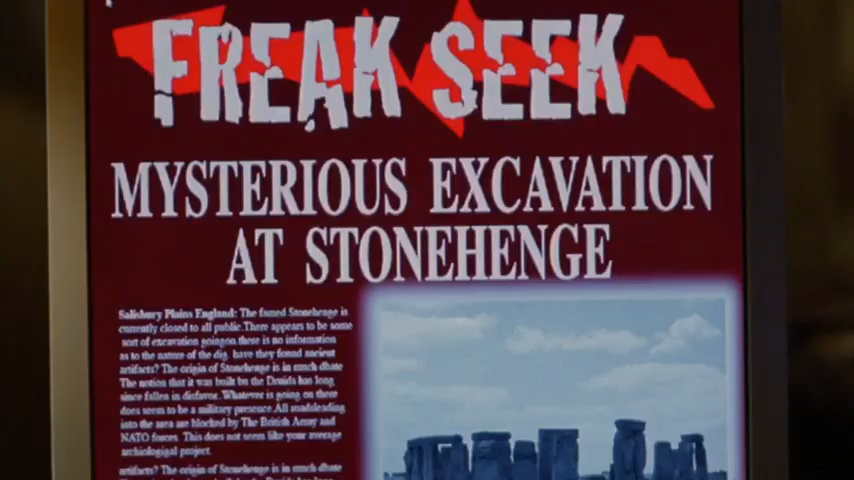 FREAK SEEK
MYSTERIOUS EXCAVATION
AT STONEHENGE
Salisbury Plains England: The famed Stonehenge is
currently closed to all public.There appears to be some
sort of excavation goingon there is no information
as to the nature of the dig, have they found ancient
artifacts? The origin of Stonehenge is in much dbate
The notion that it was built bu the Druids has long
since fallen in disfavor. Whatever is going on there
does seem to be a military presence.All roadsleading
into the area are blocked by The British Army and
NATO forces. This does not seem like your average
archiologigal project.
artifacts? The origin of Stonehenge is in much dbate